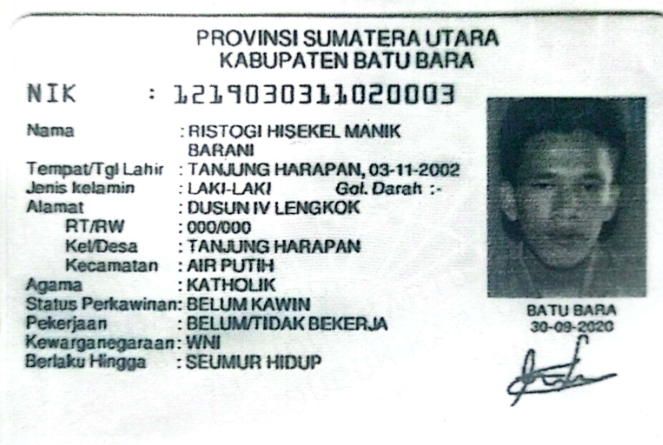 PROVINSI SUMATERA UTARA
KABUPATEN BATU BARA
NIK : 1219030311020003
Nama : RISTOGI HISEKEL MANIK
BARANI
Tempat/Tgl Lahir : TANJUNG HARAPAN, 03-11-2002
Jenis kelamin : LAKI-LAKI Gol. Darah :-
Alamat : DUSUN IV LENGKOK
RT/RW : 000/000
Kel/Desa : TANJUNG HARAPAN
Kecamatan : AIR PUTIH
Agama : KATHOLIK
Status Perkawinan: BELUM KAWIN
Pekerjaan : BELUM/TIDAK BEKERJA
Kewarganegaraan: WNI
Berlaku Hingga : SEUMUR HIDUP
BATU BARA
30-09-2020